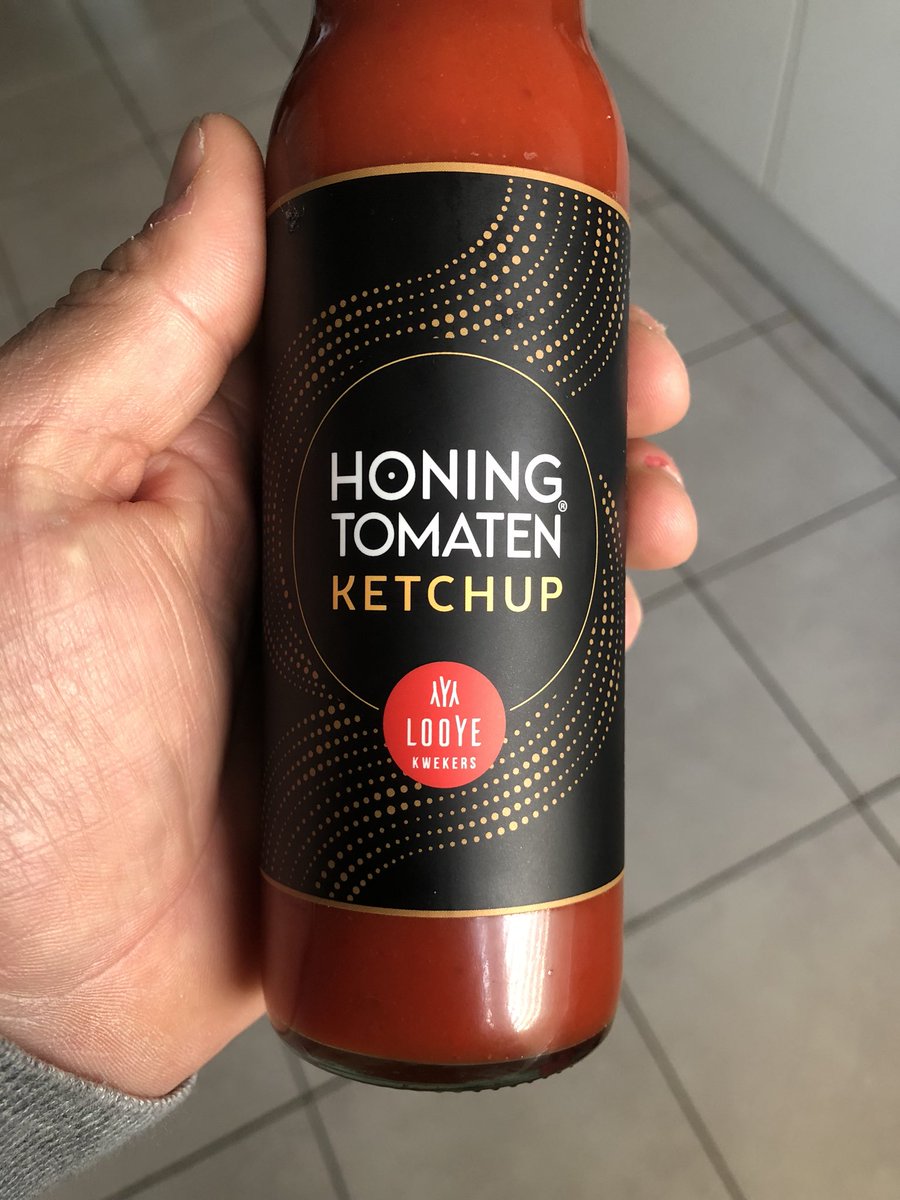 HONING
TOMATEN®
KETCHUP
LOOYE
KWEKERS